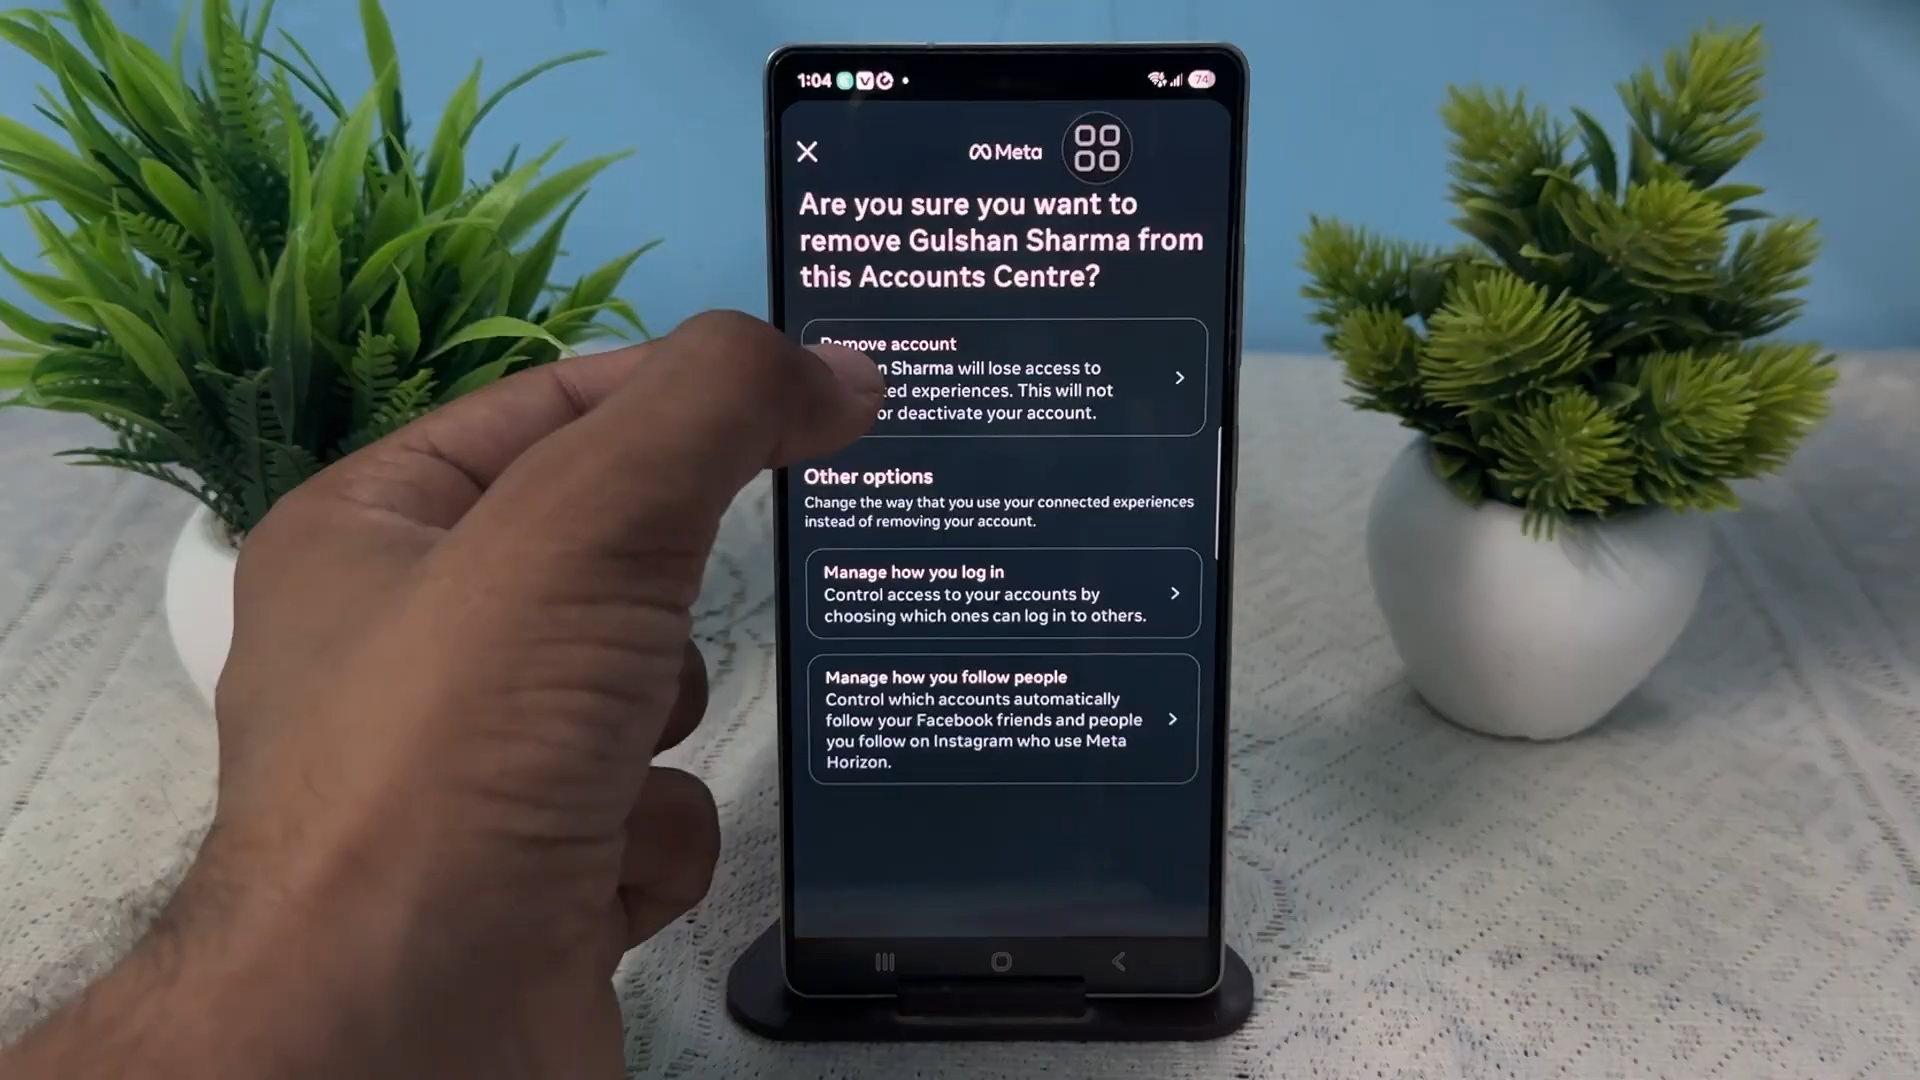 1:04
74
Meta
Are you sure you want to
remove Gulshan Sharma from
this Accounts Centre?
Remove account
Sharma will lose access to
experiences. This will not
or deactivate your account.
Other options
Change the way that you use your connected experiences
instead of removing your account.
Manage how you log in
Control access to your accounts by
choosing which ones can log in to others.
Manage how you follow people
Control which accounts automatically
follow your Facebook friends and people
you follow on Instagram who use Meta
Horizon.